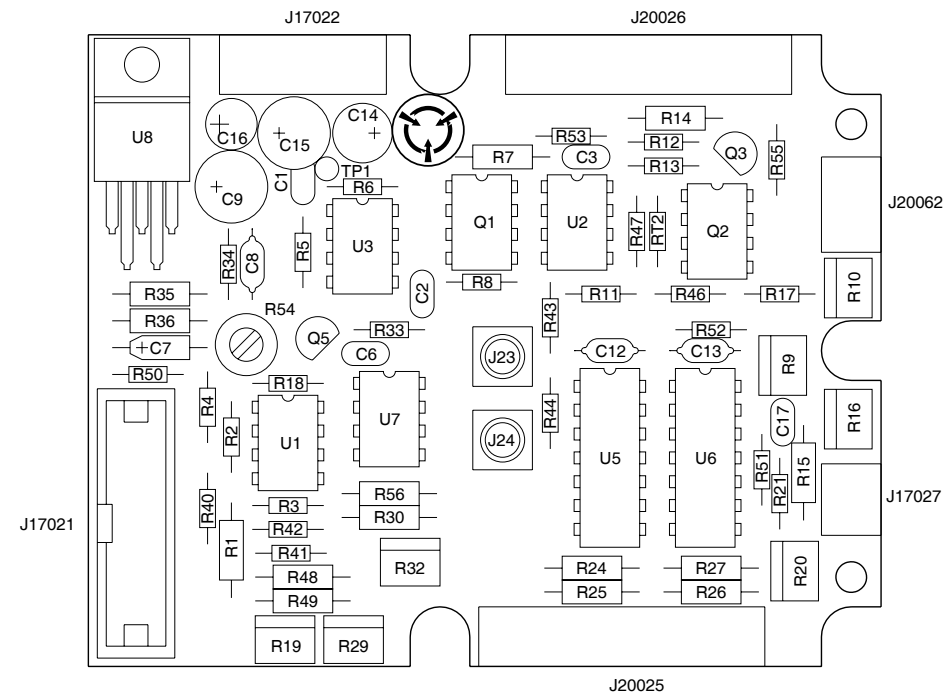 J17022
J20026
U8
C16
C15
C14
C9
C1
TP1
R6
R7
R53
C3
R14
R12
R13
Q3
R55
J20062
U3
Q1
U2
R47
RT2
Q2
R34
C8
R5
C2
R8
R11
R46
R17
R10
R35
R36
C7
R50
R54
Q5
R33
C6
R43
J23
R52
C12
C13
R9
R4
R2
R18
U1
U7
R44
J24
U5
U6
C17
R16
R51
R21
R15
J17027
J17021
R40
R1
R3
R42
R41
R56
R30
R32
R48
R49
R24
R25
R27
R26
R20
R19
R29
J20025